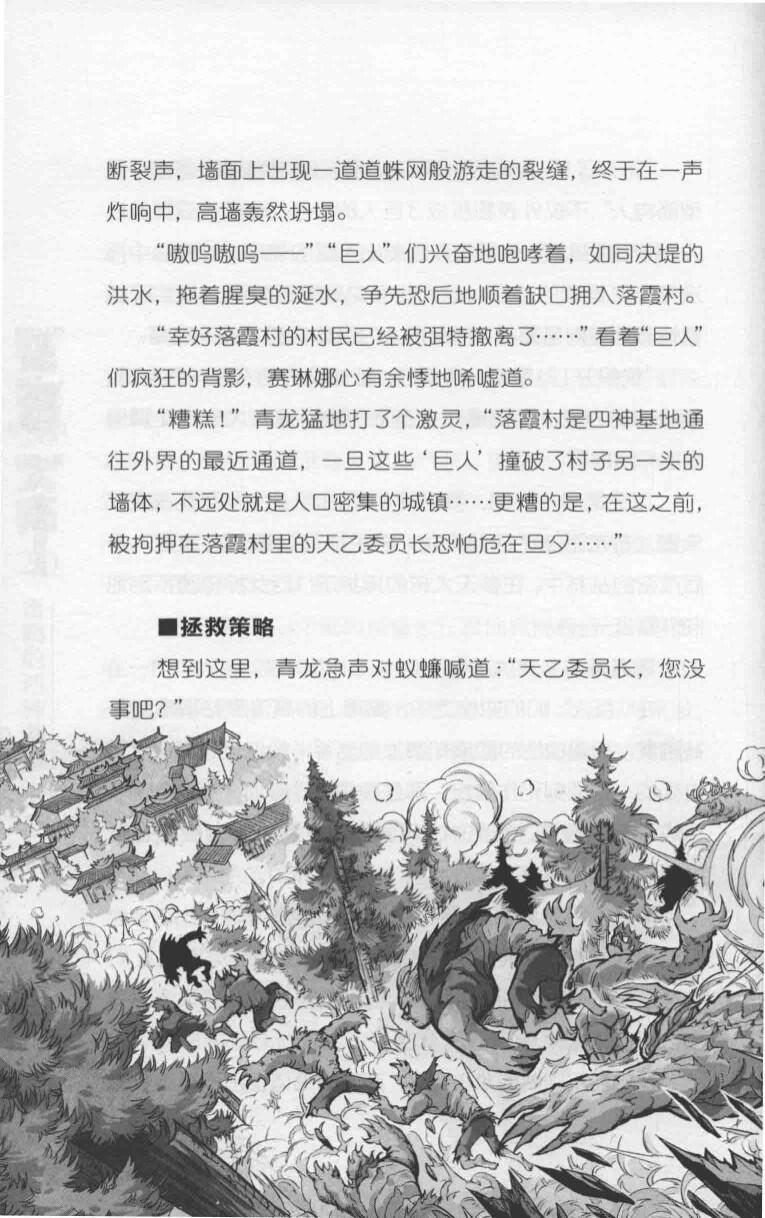 断裂声，墙面上出现一道道蛛网般游走的裂缝，终于在一声
炸响中，高墙轰然坍塌。
“嗷呜嗷呜——”“巨人”们兴奋地咆哮着，如同决堤的
洪水，拖着腥臭的涎水，争先恐后地顺着缺口拥入落霞村。
“幸好落霞村的村民已经被弭特撤离了……”看着“巨人”
们疯狂的背影，赛琳娜心有余悸地唏嘘道。
“糟糕！”青龙猛地打了个激灵，“落霞村是四神基地通
往外界的最近通道，一旦这些‘巨人’撞破了村子另一头的
墙体，不远处就是人口密集的城镇……更糟的是，在这之前，
被拘押在落霞村里的天乙委员长恐怕危在旦夕……”
■拯救策略
想到这里，青龙急声对蚁蠊喊道：“天乙委员长，您没
事吧？”